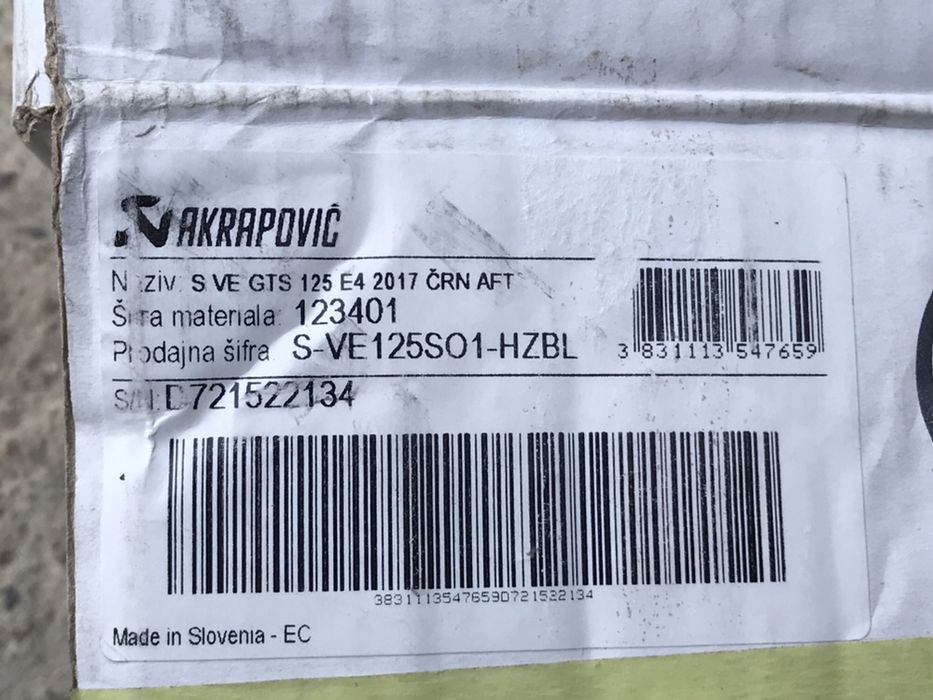 AKRAPOVIČ
Naziv: S VE GTS 125 E4 2017 ČRN AFT
Šifra materiala: 123401
Prodajna šifra: S-VE125SO1-HZBL
3 831113 547659
S/N: D721522134
3831113547659D721522134
Made in Slovenia - EC